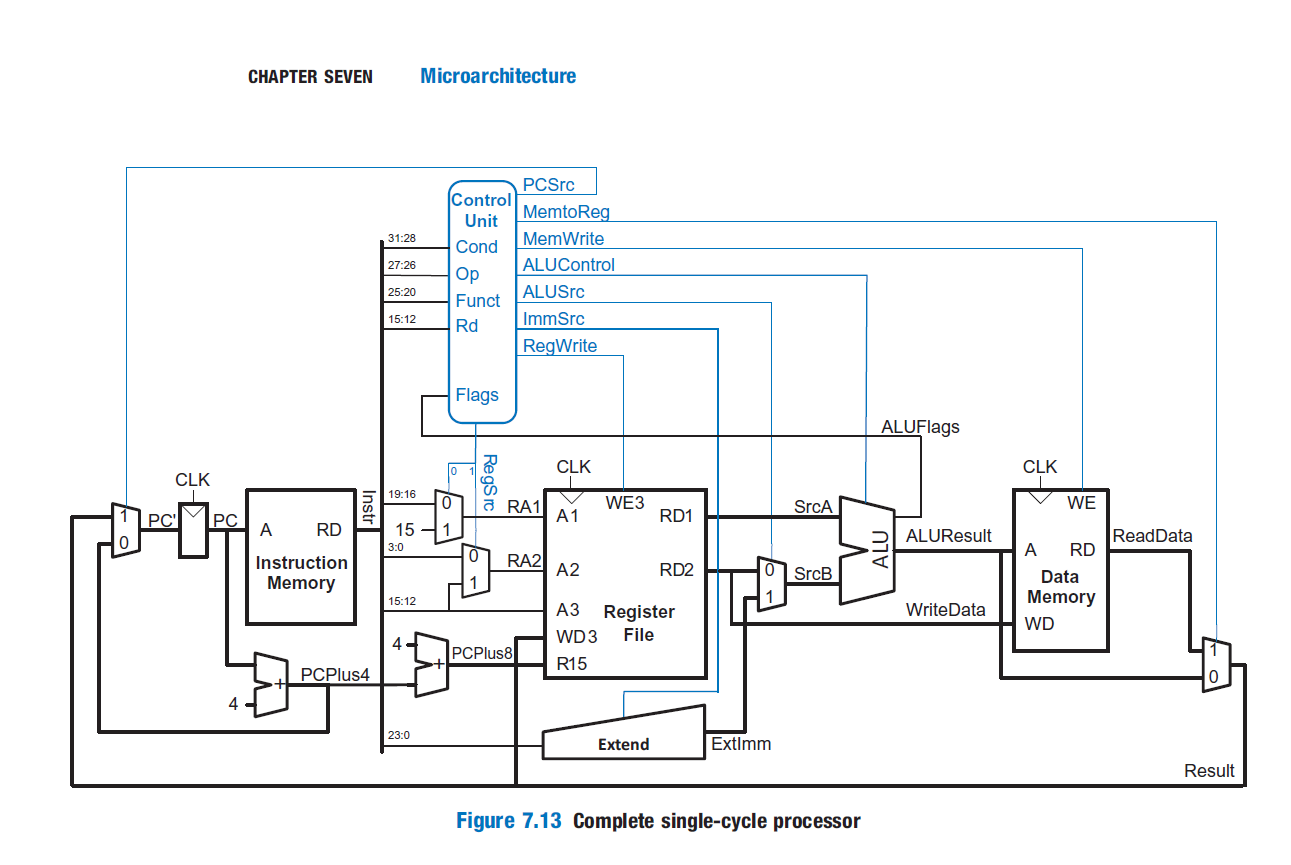 CHAPTER SEVEN Microarchitecture
PCSrc
Control
Unit
MemtoReg
31:28
Cond
MemWrite
27:26
Op
ALUControl
25:20
Funct
ALUSrc
15:12
Rd
ImmSrc
RegWrite
Flags
ALUFlags
CLK
CLK
CLK
0 1
RegSrc
Instr
19:16
0
RA1
A1
WE3
RD1
SrcA
WE
1
0
PC'
PC
A
RD
Instruction
Memory
15
1
3:0
0
1
RA2
A2
RD2
0
1
SrcB
ALU
ALUResult
A
RD
ReadData
Data
Memory
15:12
A3
Register
File
WriteData
WD
WD3
4
+
PCPlus8
R15
1
0
PCPlus4
+
4
23:0
Extend
ExtImm
Result
Figure 7.13 Complete single-cycle processor